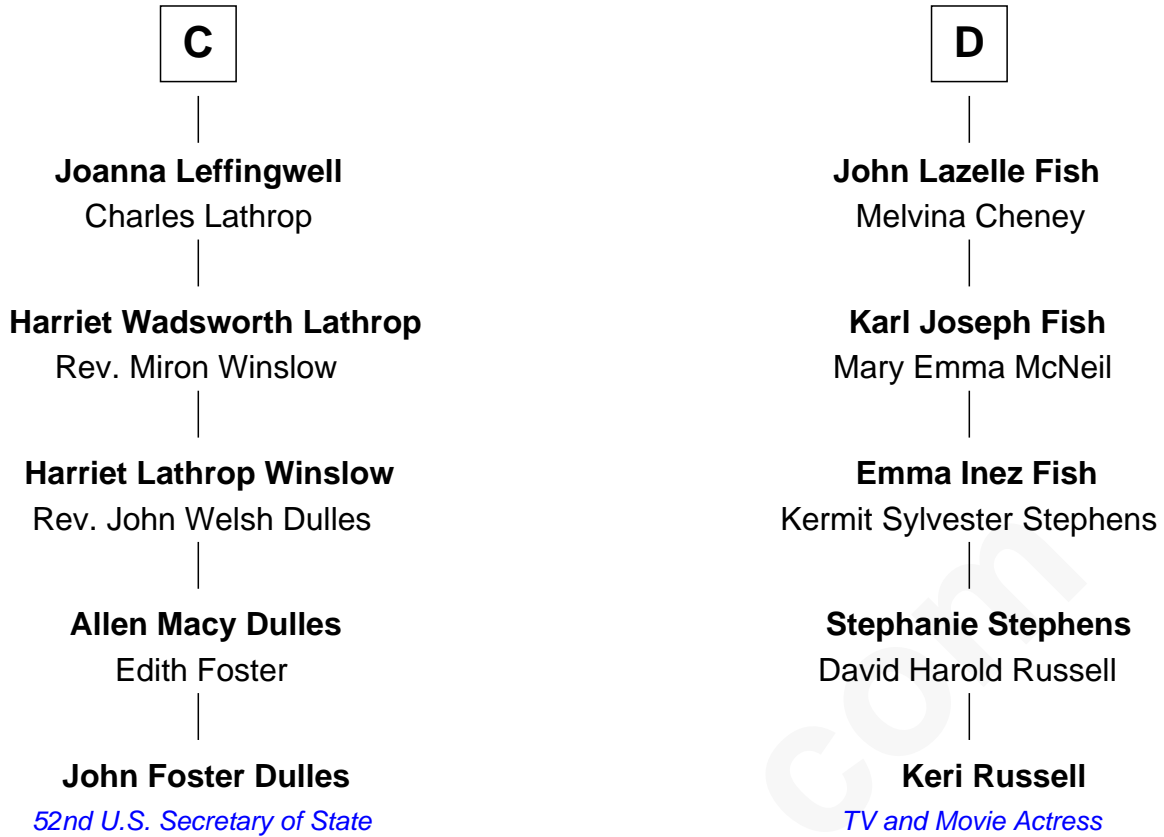 C
Joanna Leffingwell
Charles Lathrop
Harriet Wadsworth Lathrop
Rev. Miron Winslow
Harriet Lathrop Winslow
Rev. John Welsh Dulles
Allen Macy Dulles
Edith Foster
John Foster Dulles
52nd U.S. Secretary of State
D
John Lazelle Fish
Melvina Cheney
Karl Joseph Fish
Mary Emma McNeil
Emma Inez Fish
Kermit Sylvester Stephens
Stephanie Stephens
David Harold Russell
Keri Russell
TV and Movie Actress
com